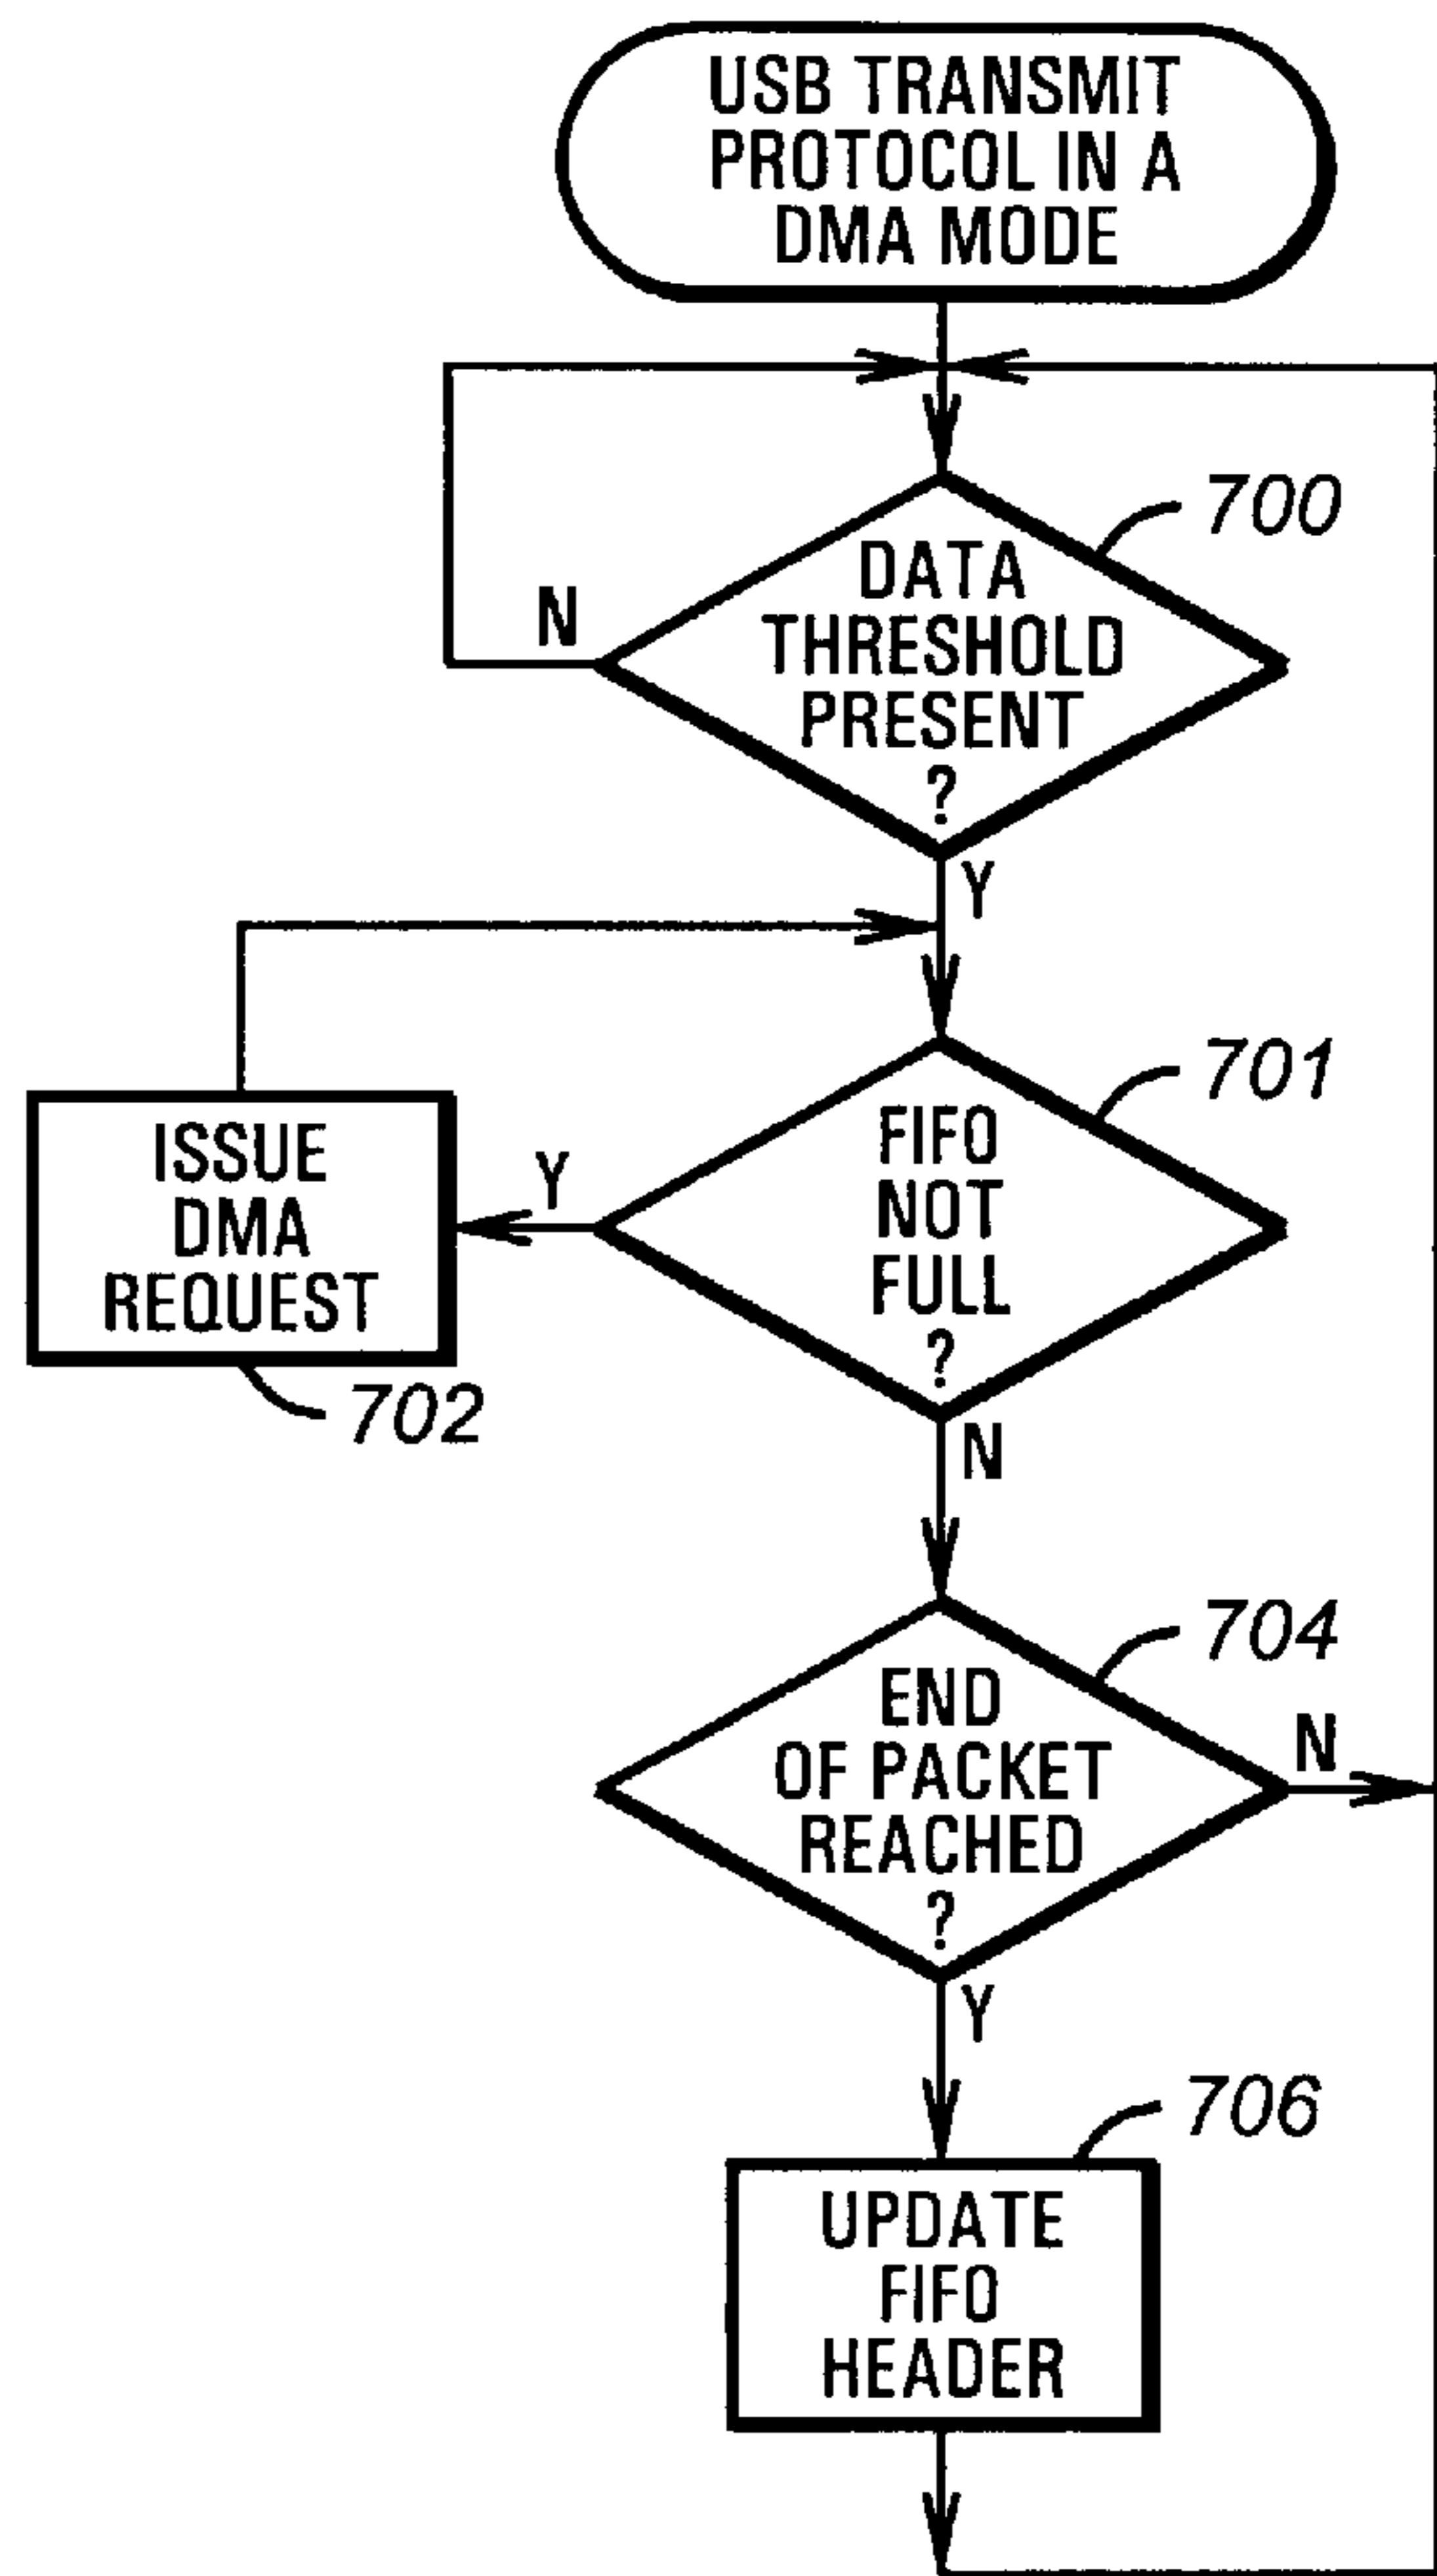 USB TRANSMIT
PROTOCOL IN A
DMA MODE
700
DATA
THRESHOLD
PRESENT
?
N
Y
701
FIFO
NOT
FULL
?
Y
N
ISSUE
DMA
REQUEST
702
704
END
OF PACKET
REACHED
?
N
Y
706
UPDATE
FIFO
HEADER